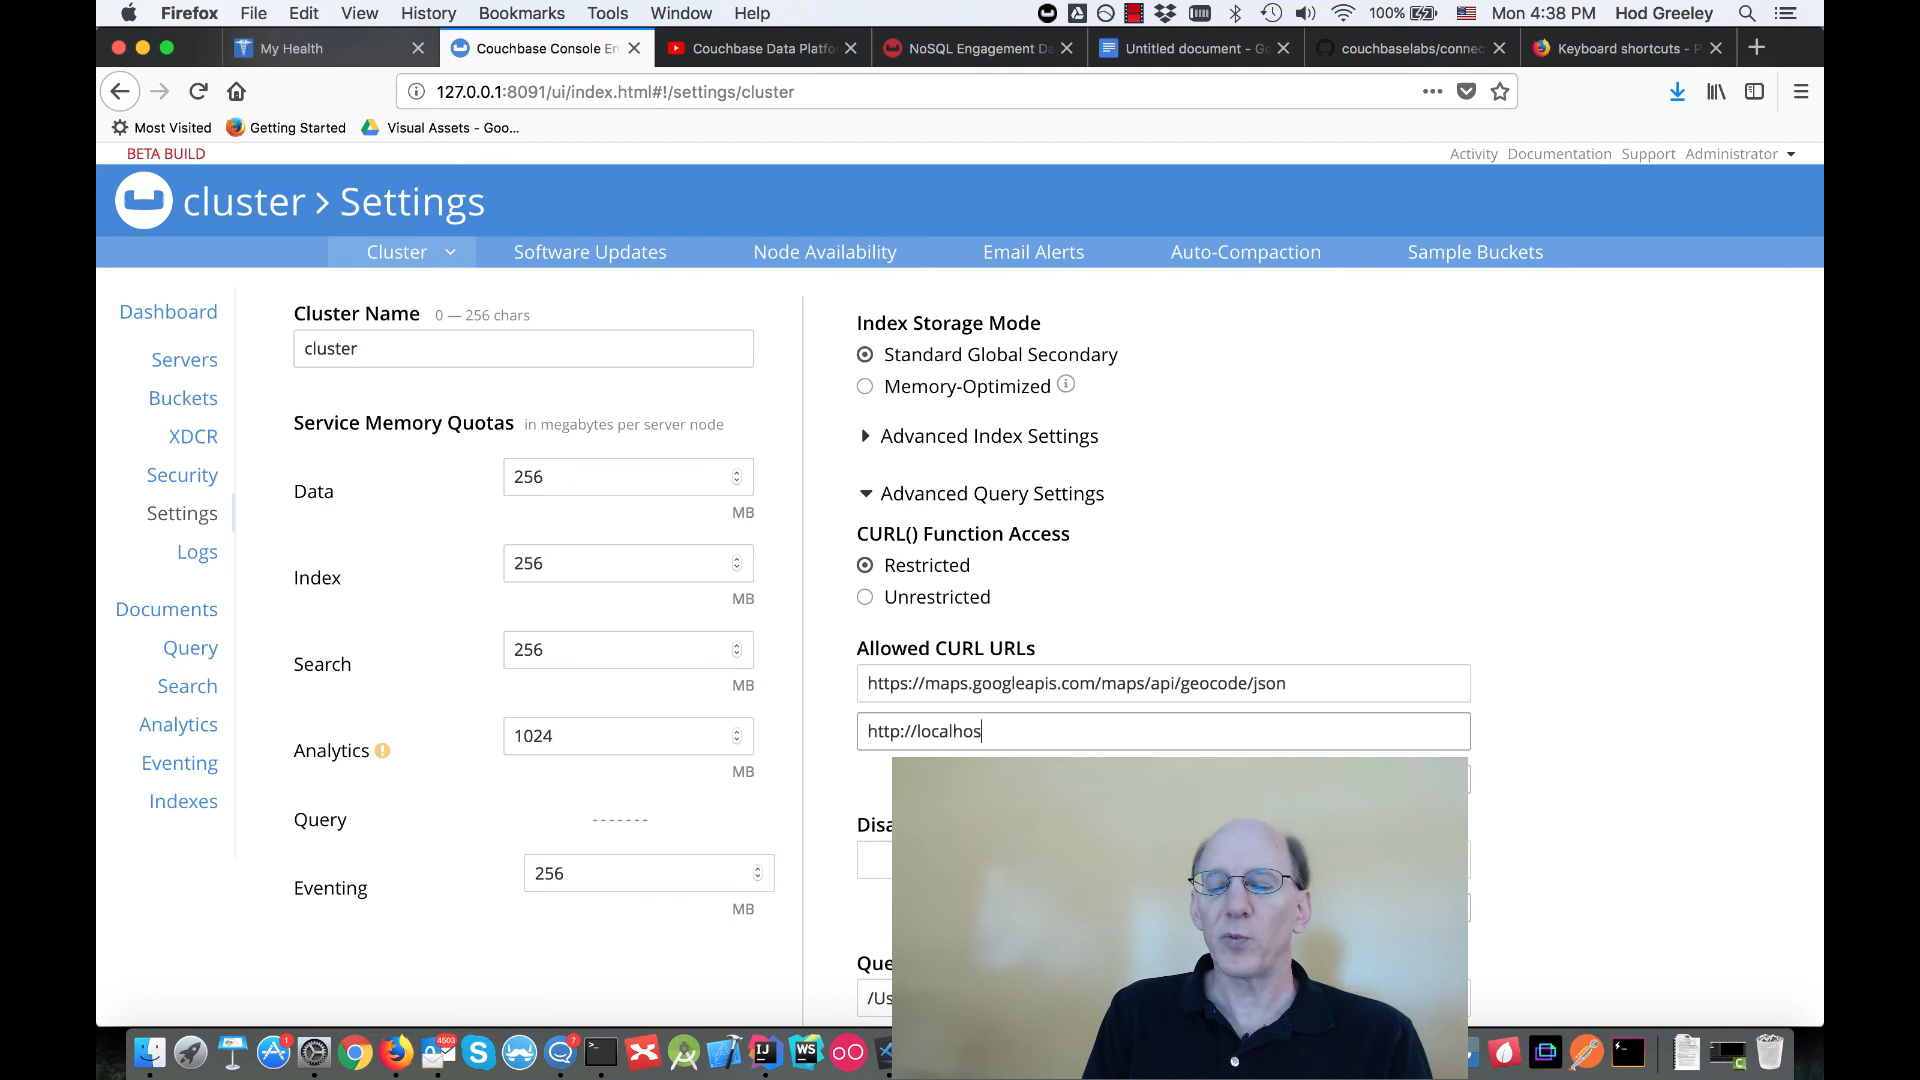 Firefox File Edit View History Bookmarks Tools Window Help 100% Mon 4:38 PM Hod Greeley
My Health Couchbase Console En Couchbase Data Platfo NoSQL Engagement Da Untitled document - Go couchbaselabs/connec Keyboard shortcuts - P
127.0.0.1:8091/ui/index.html#!/settings/cluster
Most Visited Getting Started Visual Assets - Goo...
BETA BUILD Activity Documentation Support Administrator
cluster > Settings
Cluster Software Updates Node Availability Email Alerts Auto-Compaction Sample Buckets
Dashboard
Servers
Buckets
XDCR
Security
Settings
Logs
Documents
Query
Search
Analytics
Eventing
Indexes
Cluster Name 0 — 256 chars
cluster
Service Memory Quotas in megabytes per server node
Data 256
MB
Index 256
MB
Search 256
MB
Analytics 1024
MB
Query -------
Eventing 256
MB
Index Storage Mode
Standard Global Secondary
Memory-Optimized
Advanced Index Settings
Advanced Query Settings
CURL() Function Access
Restricted
Unrestricted
Allowed CURL URLs
https://maps.googleapis.com/maps/api/geocode/json
http://localhos
Disa
Que
/Us
1 4603 7 IJ WS